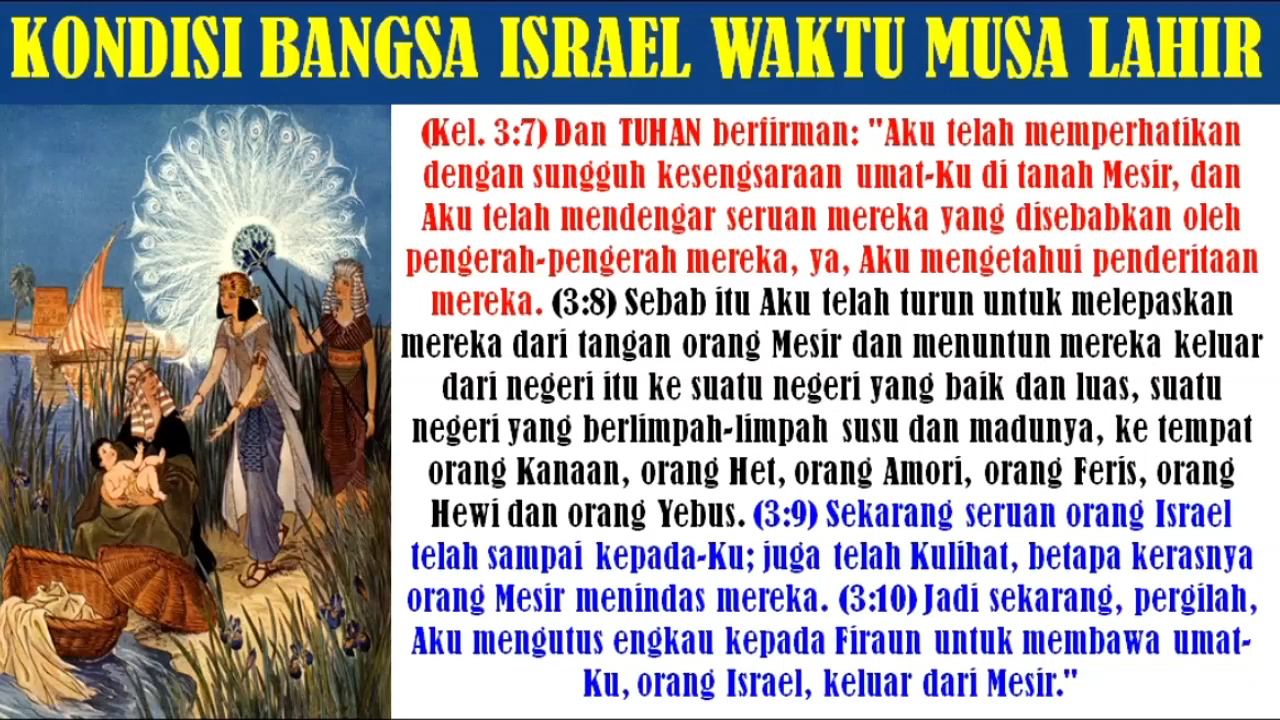 KONDISI BANGSA ISRAEL WAKTU MUSA LAHIR
(Kel. 3:7) Dan TUHAN berfirman: "Aku telah memperhatikan
dengan sungguh kesengsaraan umat-Ku di tanah Mesir, dan
Aku telah mendengar seruan mereka yang disebabkan oleh
pengerah-pengerah mereka, ya, Aku mengetahui penderitaan
mereka. (3:8) Sebab itu Aku telah turun untuk melepaskan
mereka dari tangan orang Mesir dan menuntun mereka keluar
dari negeri itu ke suatu negeri yang baik dan luas, suatu
negeri yang berlimpah-limpah susu dan madunya, ke tempat
orang Kanaan, orang Het, orang Amori, orang Feris, orang
Hewi dan orang Yebus. (3:9) Sekarang seruan orang Israel
telah sampai kepada-Ku; juga telah Kulihat, betapa kerasnya
orang Mesir menindas mereka. (3:10) Jadi sekarang, pergilah,
Aku mengutus engkau kepada Firaun untuk membawa umat-
Ku, orang Israel, keluar dari Mesir."